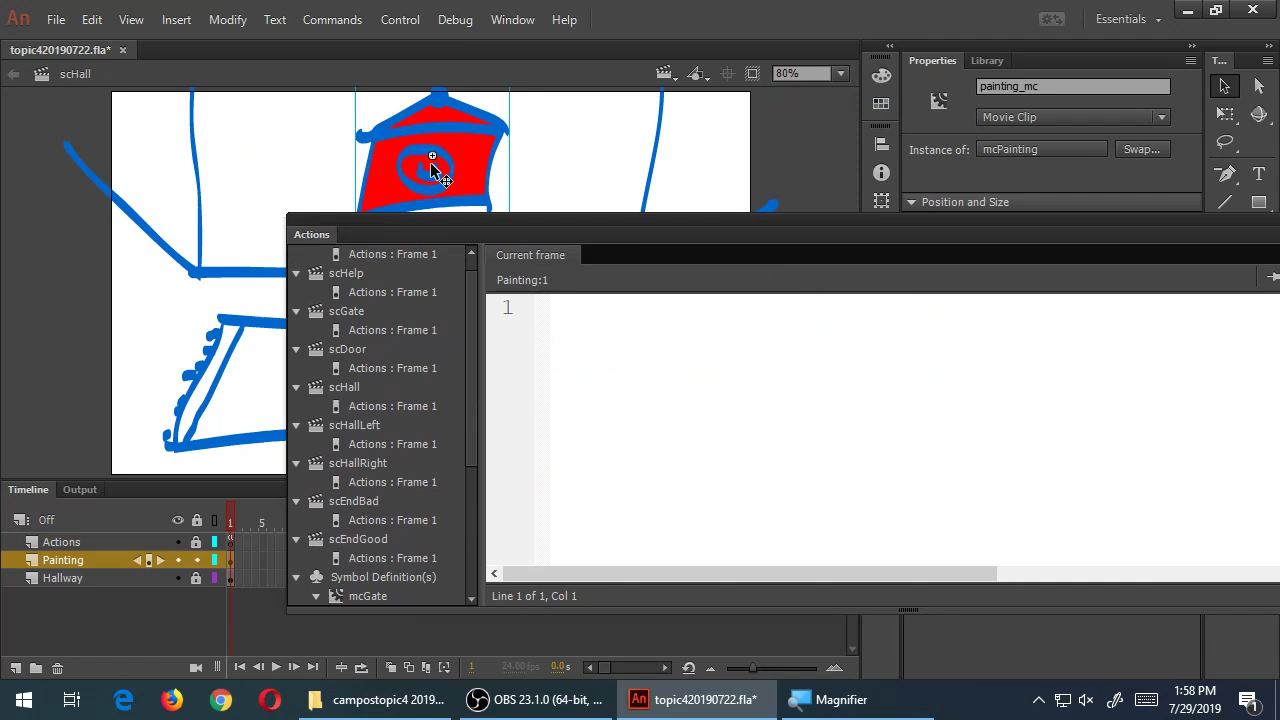 An File Edit View Insert Modify Text Commands Control Debug Window Help Essentials
topic420190722.fla*
scHall 80%
Properties Library T...
painting_mc
Movie Clip
Instance of: mcPainting Swap...
Position and Size
Actions
Actions : Frame 1
scHelp
Actions : Frame 1
scGate
Actions : Frame 1
scDoor
Actions : Frame 1
scHall
Actions : Frame 1
scHallLeft
Actions : Frame 1
scHallRight
Actions : Frame 1
scEndBad
Actions : Frame 1
scEndGood
Actions : Frame 1
Symbol Definition(s)
mcGate
Current frame
Painting:1
1
Line 1 of 1, Col 1
Timeline Output
Off 1 5
Actions
Painting
Hallway
1 24.00 fps 0.0 s
campostopic4 2019... OBS 23.1.0 (64-bit, ... An topic420190722.fla* Magnifier
1:58 PM
7/29/2019
1